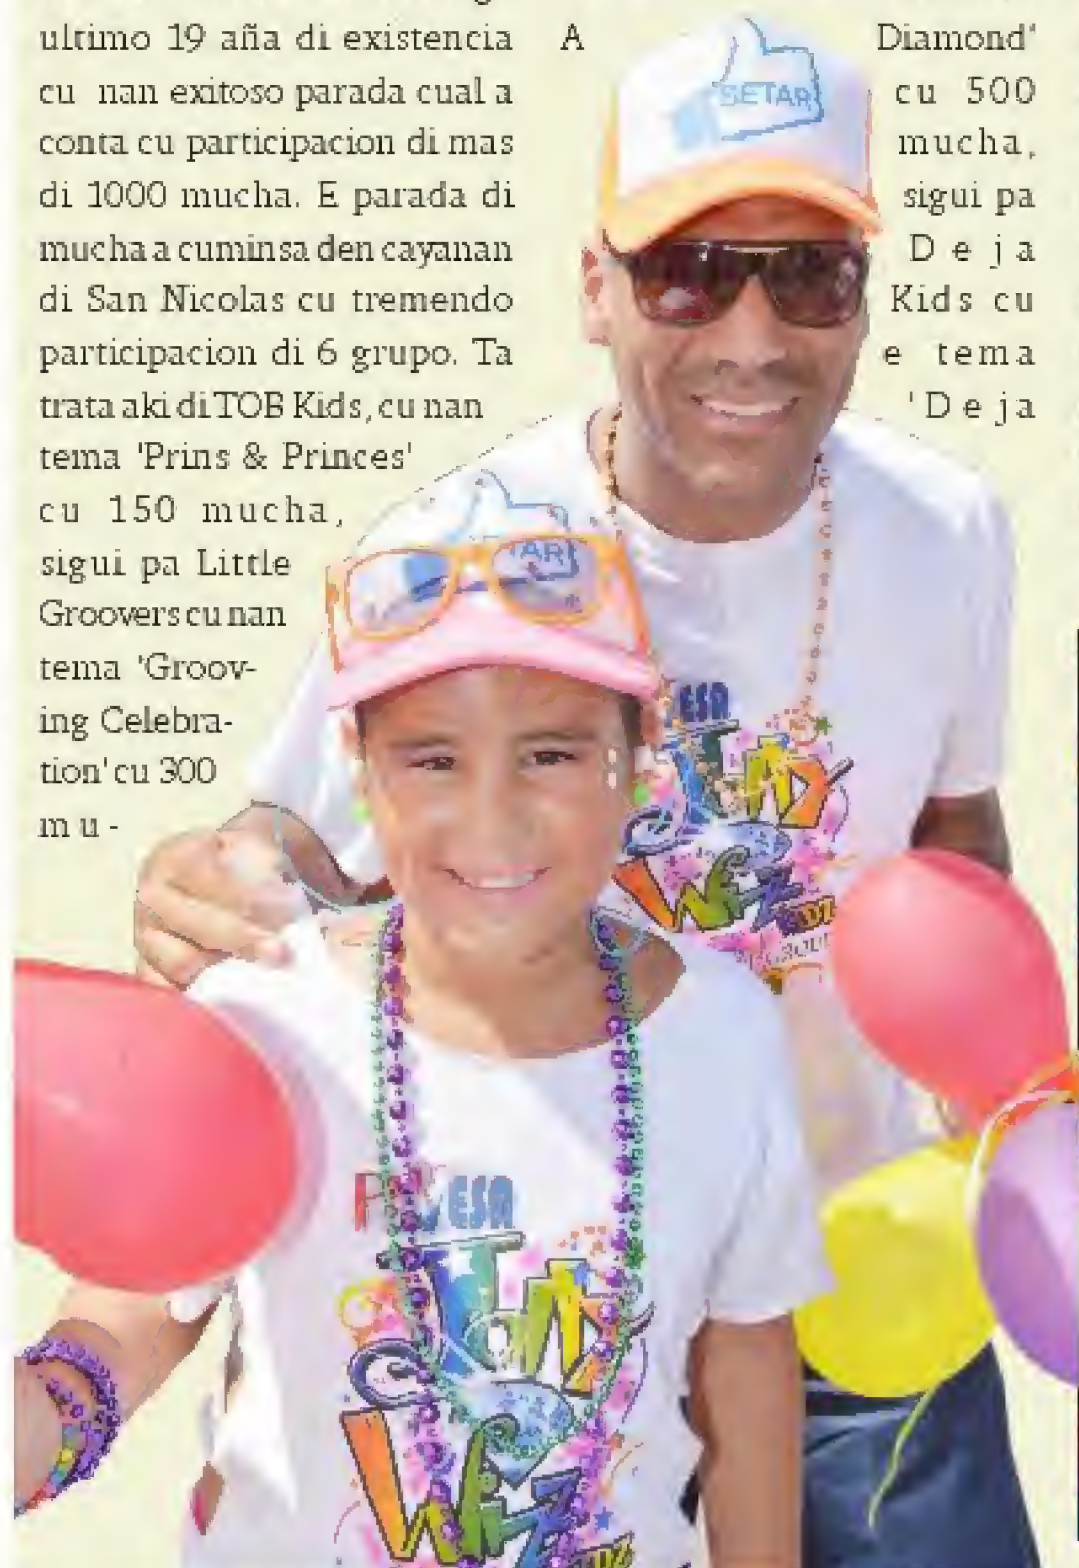 ultimo 19 aña di existencia
cu nan exitoso parada cual a
conta cu participacion di mas
di 1000 mucha. E parada di
mucha a cuminsa den cayanan
di San Nicolas cu tremendo
participacion di 6 grupo. Ta
trata aki di TOB Kids, cu nan
tema 'Prins & Princes'
cu 150 mucha,
sigui pa Little
Groovers cu nan
tema 'Groov-
ing Celebra-
tion' cu 300
mu-
A
Diamond'
cu 500
mucha,
sigui pa
Deja
Kids cu
e tema
'Deja
SETAR
TAR
ESA
ESA